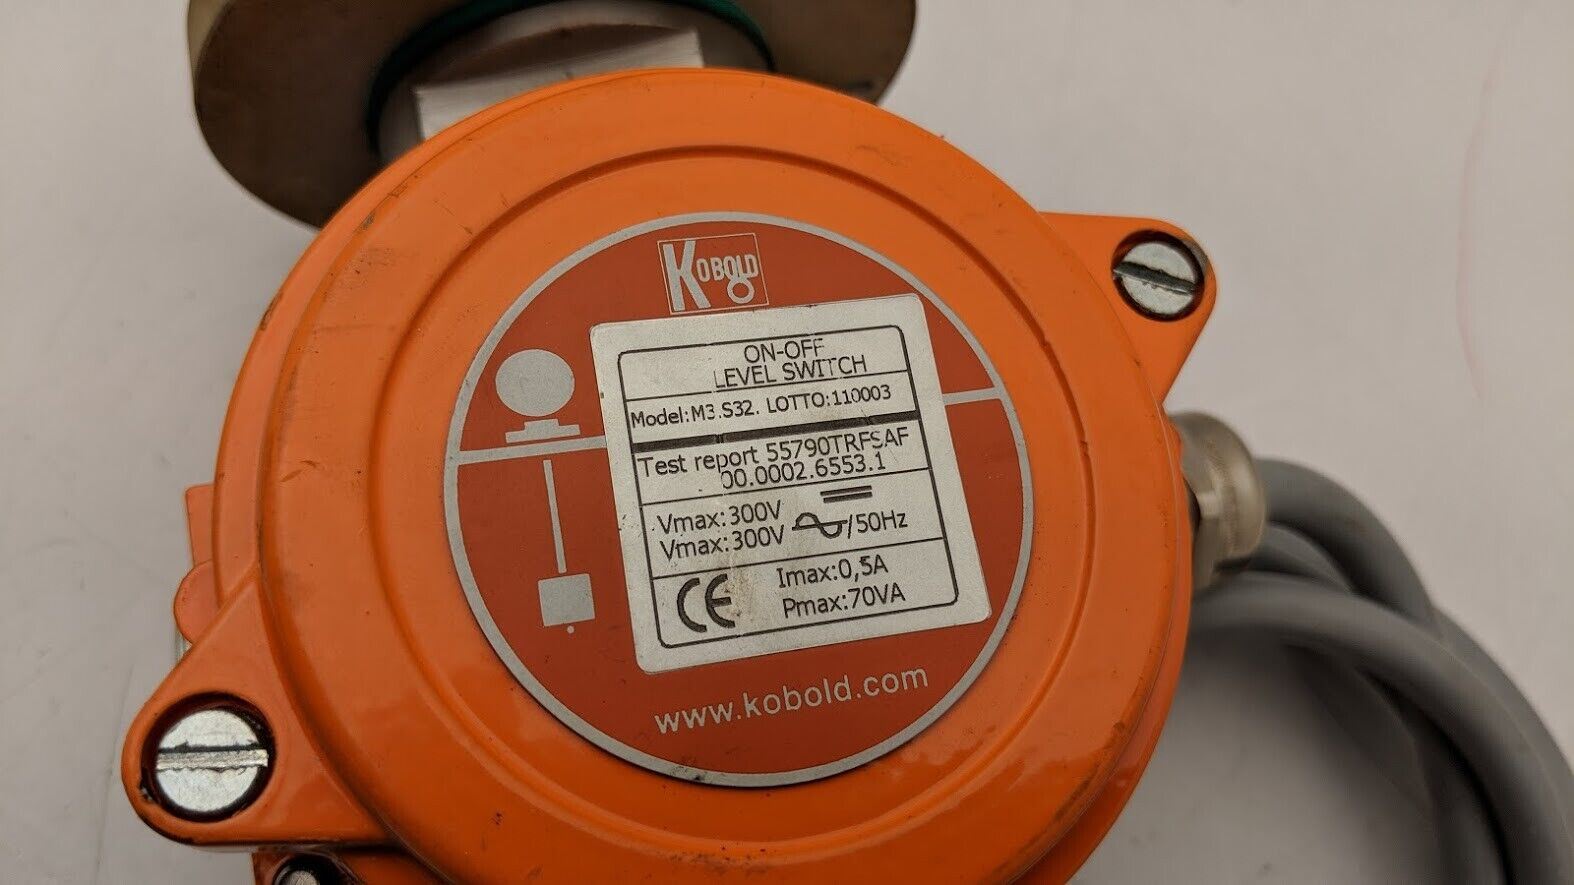 KOBOLD
ON-OFF
LEVEL SWITCH
Model:M3.S32. LOTTO:110003
Test report 55790TRFSAF
00.0002.6553.1
Vmax:300V
Vmax:300V /50Hz
CE Imax:0,5A
Pmax:70VA
www.kobold.com